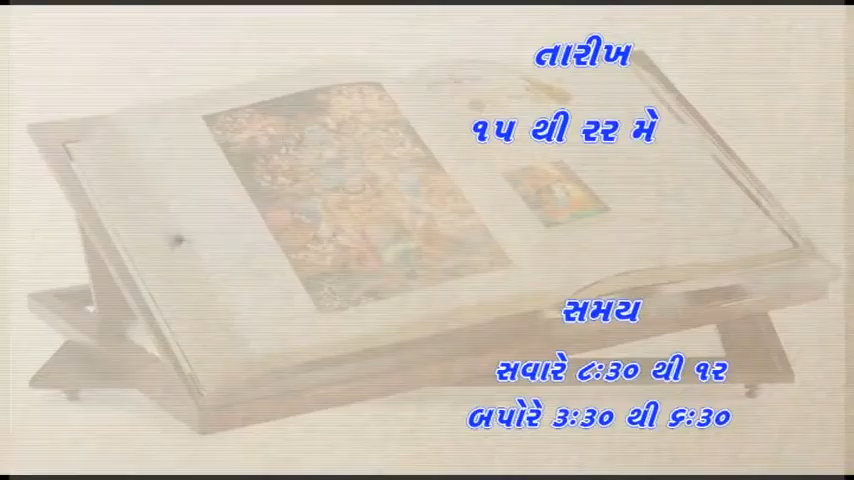 તારીખ
૧૫ થી ૨૨ મે
સમય
સવારે ૮:૩૦ થી ૧૨
બપોરે ૩:૩૦ થી ૬:૩૦